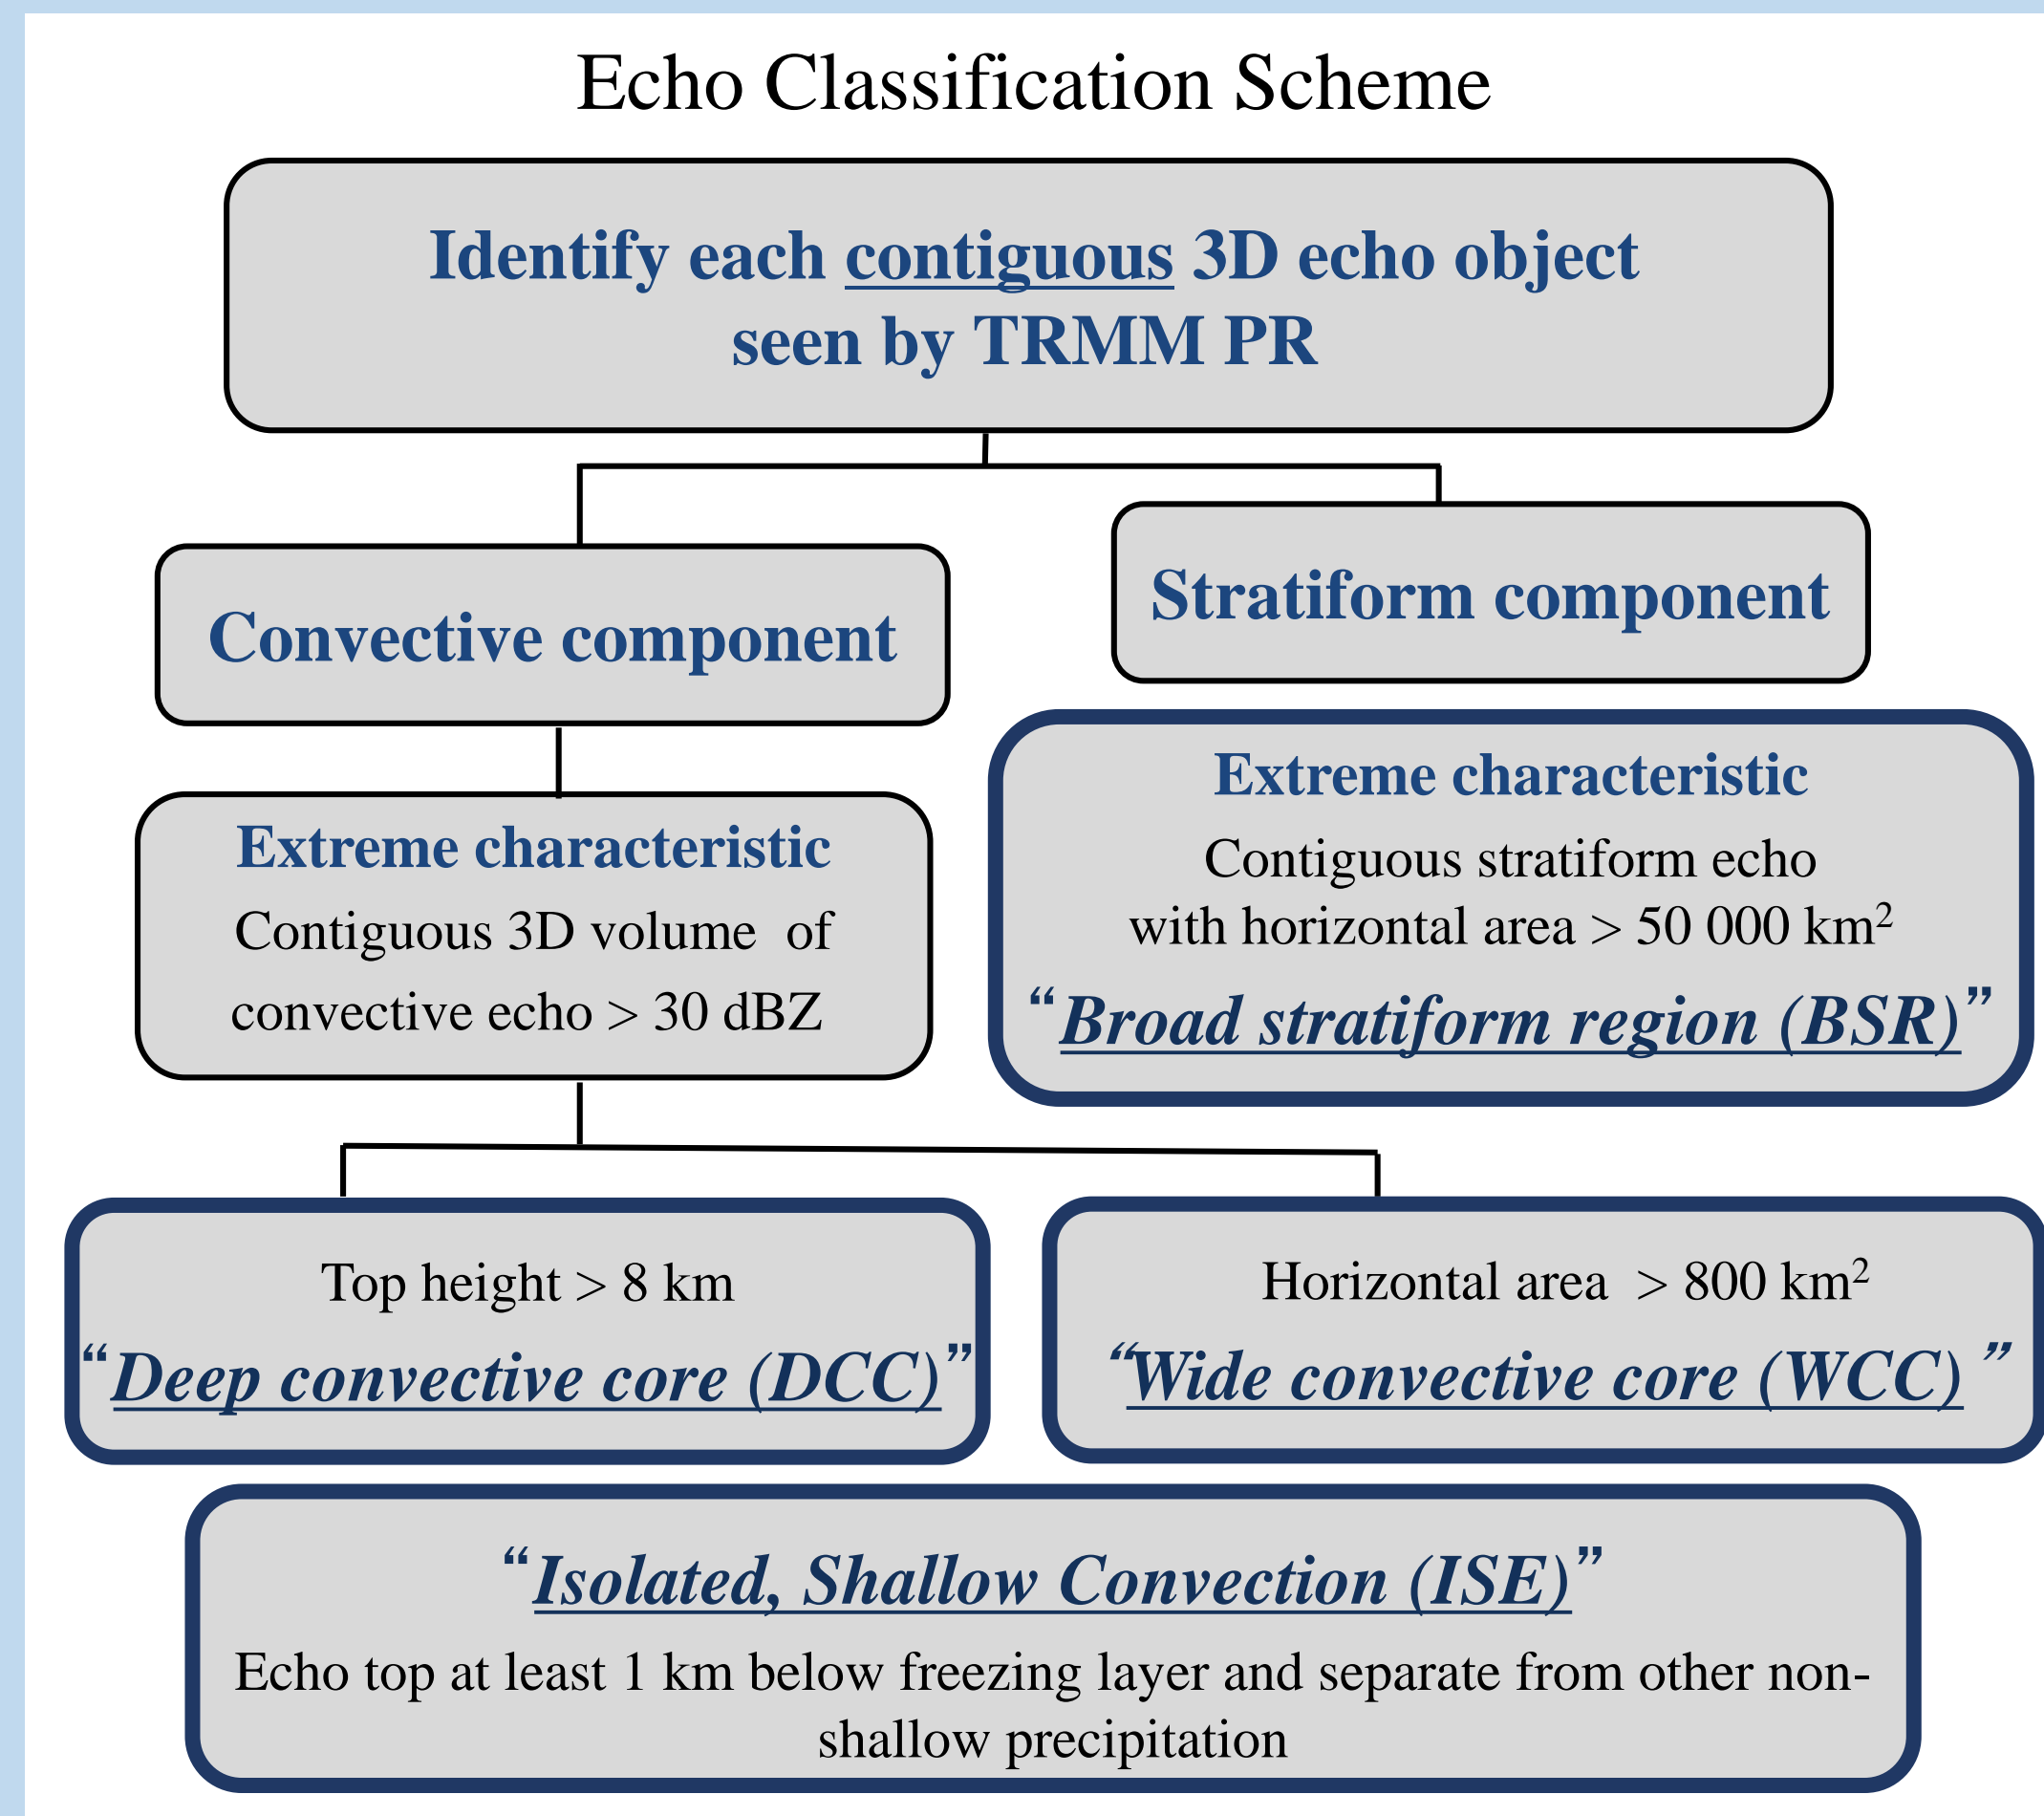 Echo Classification Scheme
Identify each contiguous 3D echo object
seen by TRMM PR
Convective component
Stratiform component
Extreme characteristic
Contiguous 3D volume of
convective echo > 30 dBZ
Extreme characteristic
Contiguous stratiform echo
with horizontal area > 50 000 km²
“Broad stratiform region (BSR)”
Top height > 8 km
“Deep convective core (DCC)”
Horizontal area > 800 km²
“Wide convective core (WCC) ”
“Isolated, Shallow Convection (ISE)”
Echo top at least 1 km below freezing layer and separate from other non-
shallow precipitation